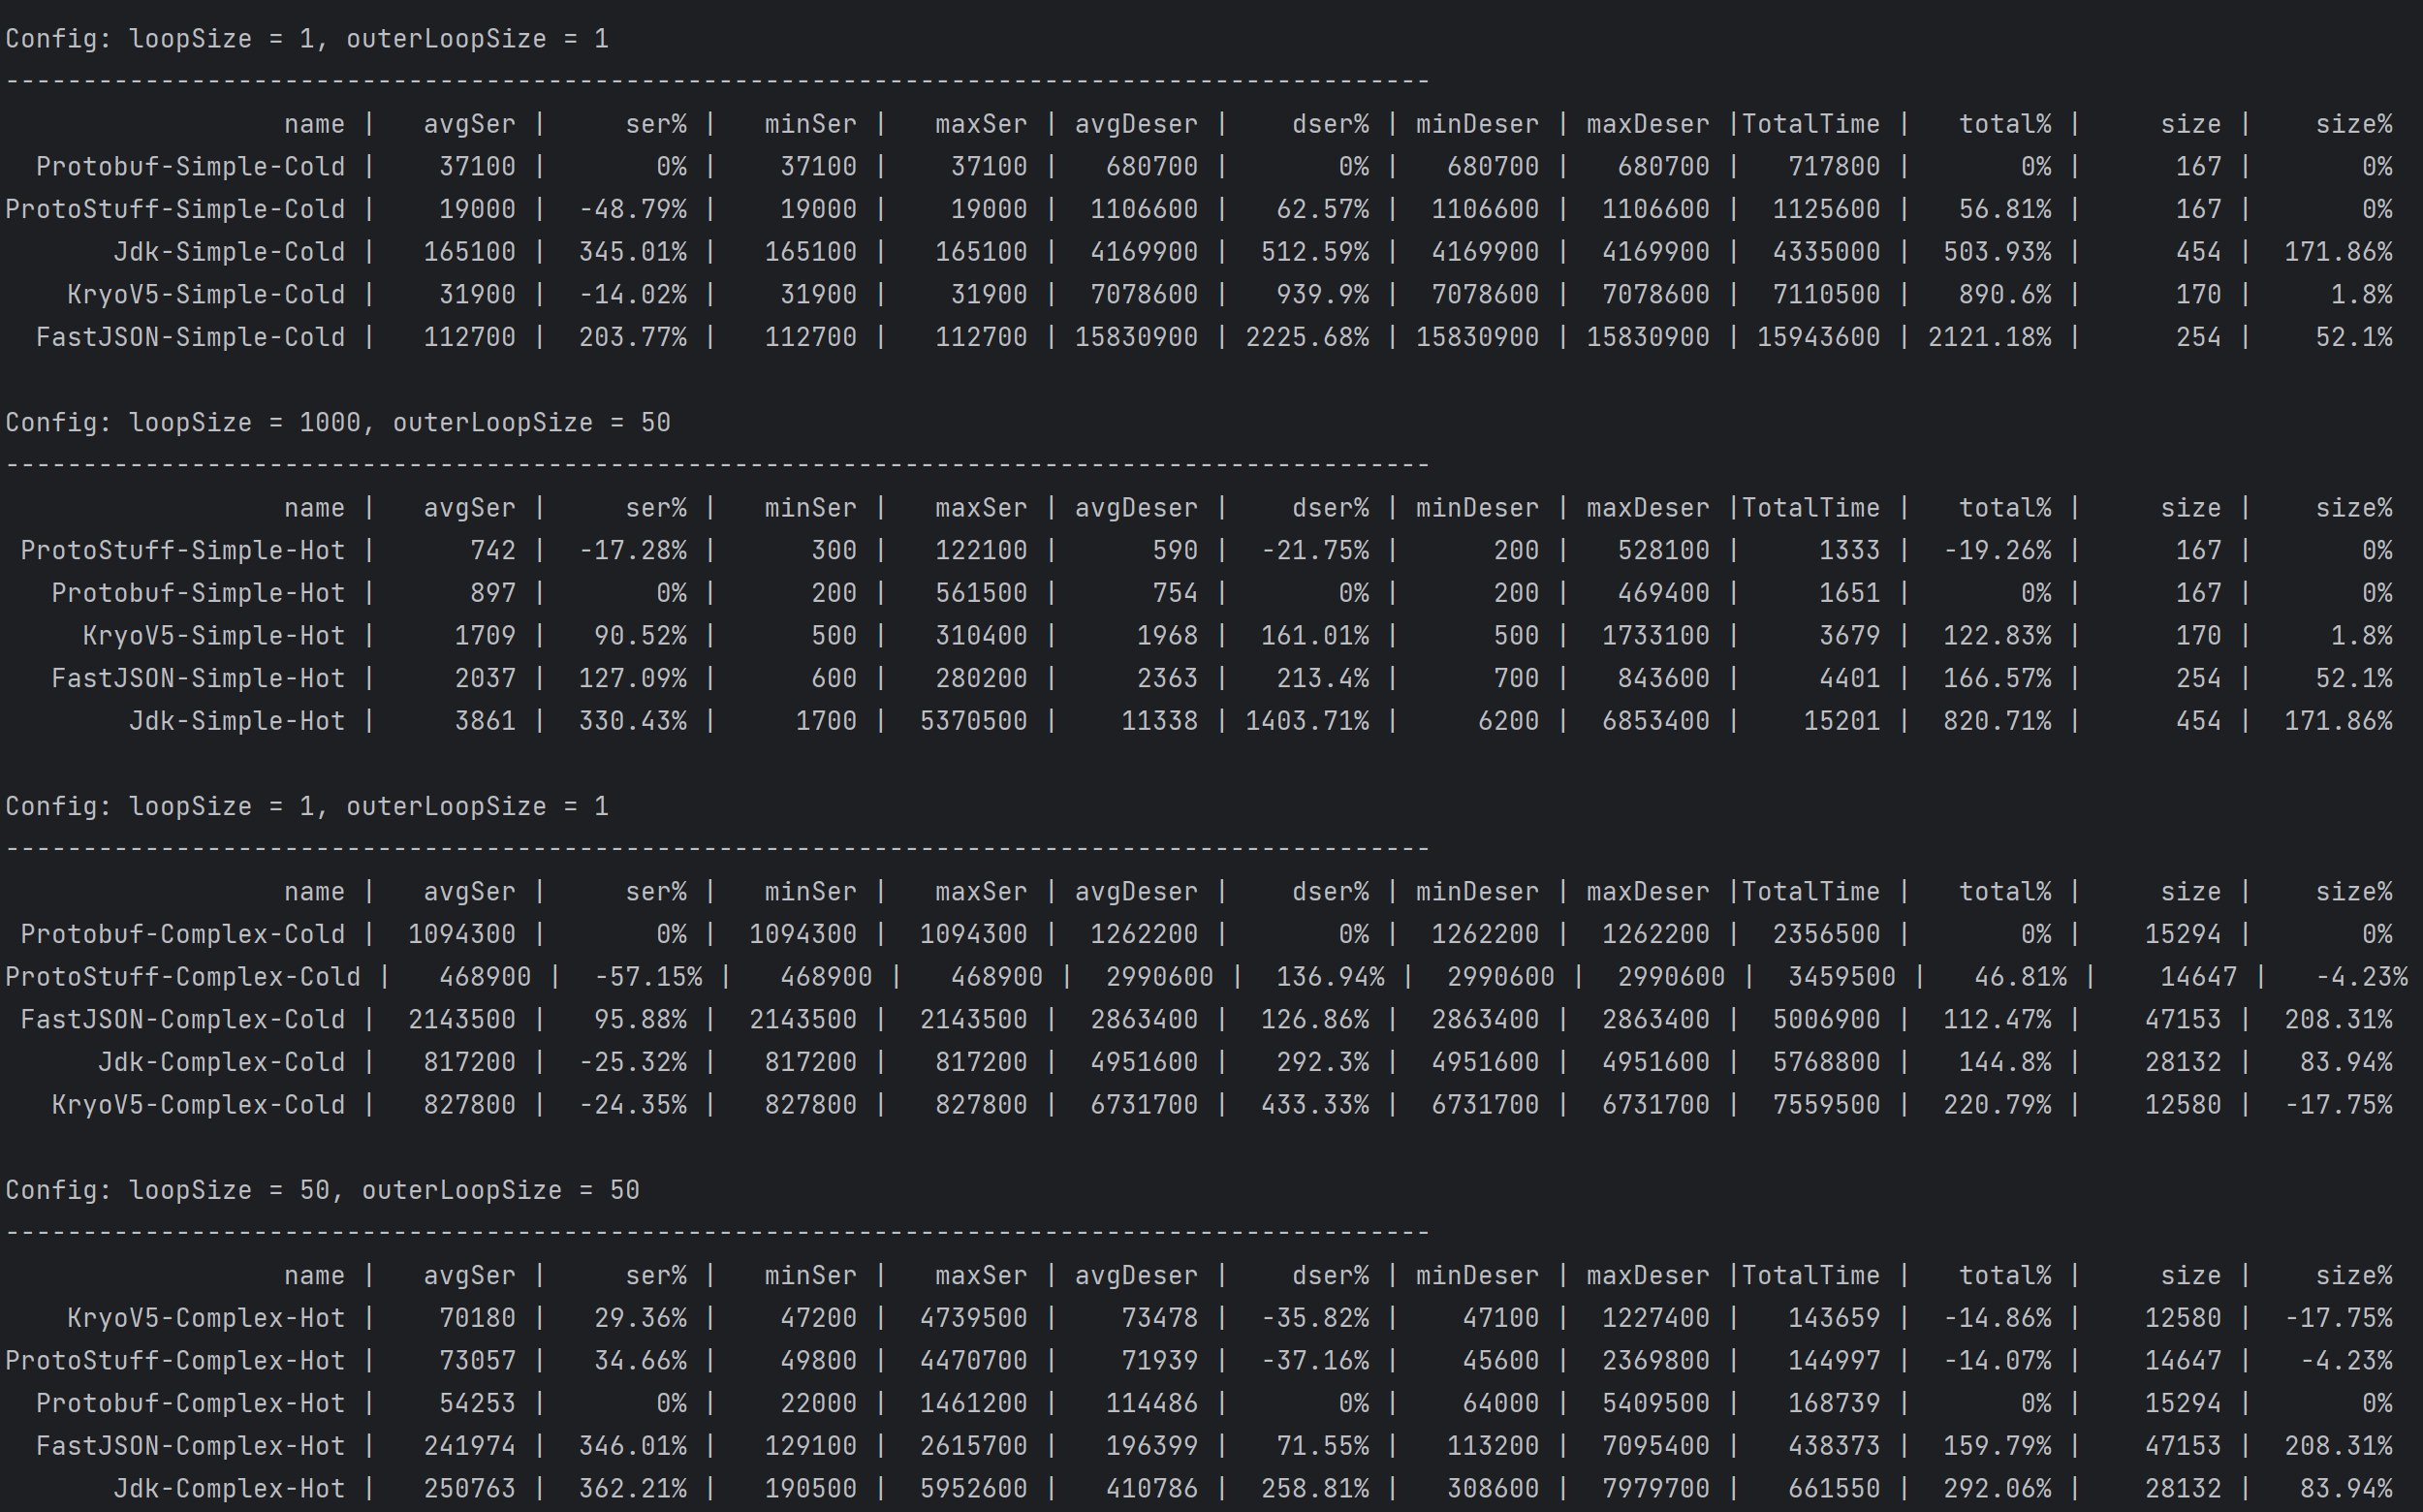 Config: loopSize = 1, outerLoopSize = 1
--------------------------------------------------------------------------------------------
name | avgSer | ser% | minSer | maxSer | avgDeser | dser% | minDeser | maxDeser |TotalTime | total% | size | size%
Protobuf-Simple-Cold | 37100 | 0% | 37100 | 37100 | 680700 | 0% | 680700 | 680700 | 717800 | 0% | 167 | 0%
ProtoStuff-Simple-Cold | 19000 | -48.79% | 19000 | 19000 | 1106600 | 62.57% | 1106600 | 1106600 | 1125600 | 56.81% | 167 | 0%
Jdk-Simple-Cold | 165100 | 345.01% | 165100 | 165100 | 4169900 | 512.59% | 4169900 | 4169900 | 4335000 | 503.93% | 454 | 171.86%
KryoV5-Simple-Cold | 31900 | -14.02% | 31900 | 31900 | 7078600 | 939.9% | 7078600 | 7078600 | 7110500 | 890.6% | 170 | 1.8%
FastJSON-Simple-Cold | 112700 | 203.77% | 112700 | 112700 | 15830900 | 2225.68% | 15830900 | 15830900 | 15943600 | 2121.18% | 254 | 52.1%
Config: loopSize = 1000, outerLoopSize = 50
--------------------------------------------------------------------------------------------
name | avgSer | ser% | minSer | maxSer | avgDeser | dser% | minDeser | maxDeser |TotalTime | total% | size | size%
ProtoStuff-Simple-Hot | 742 | -17.28% | 300 | 122100 | 590 | -21.75% | 200 | 528100 | 1333 | -19.26% | 167 | 0%
Protobuf-Simple-Hot | 897 | 0% | 200 | 561500 | 754 | 0% | 200 | 469400 | 1651 | 0% | 167 | 0%
KryoV5-Simple-Hot | 1709 | 90.52% | 500 | 310400 | 1968 | 161.01% | 500 | 1733100 | 3679 | 122.83% | 170 | 1.8%
FastJSON-Simple-Hot | 2037 | 127.09% | 600 | 280200 | 2363 | 213.4% | 700 | 843600 | 4401 | 166.57% | 254 | 52.1%
Jdk-Simple-Hot | 3861 | 330.43% | 1700 | 5370500 | 11338 | 1403.71% | 6200 | 6853400 | 15201 | 820.71% | 454 | 171.86%
Config: loopSize = 1, outerLoopSize = 1
--------------------------------------------------------------------------------------------
name | avgSer | ser% | minSer | maxSer | avgDeser | dser% | minDeser | maxDeser |TotalTime | total% | size | size%
Protobuf-Complex-Cold | 1094300 | 0% | 1094300 | 1094300 | 1262200 | 0% | 1262200 | 1262200 | 2356500 | 0% | 15294 | 0%
ProtoStuff-Complex-Cold | 468900 | -57.15% | 468900 | 468900 | 2990600 | 136.94% | 2990600 | 2990600 | 3459500 | 46.81% | 14647 | -4.23%
FastJSON-Complex-Cold | 2143500 | 95.88% | 2143500 | 2143500 | 2863400 | 126.86% | 2863400 | 2863400 | 5006900 | 112.47% | 47153 | 208.31%
Jdk-Complex-Cold | 817200 | -25.32% | 817200 | 817200 | 4951600 | 292.3% | 4951600 | 4951600 | 5768800 | 144.8% | 28132 | 83.94%
KryoV5-Complex-Cold | 827800 | -24.35% | 827800 | 827800 | 6731700 | 433.33% | 6731700 | 6731700 | 7559500 | 220.79% | 12580 | -17.75%
Config: loopSize = 50, outerLoopSize = 50
--------------------------------------------------------------------------------------------
name | avgSer | ser% | minSer | maxSer | avgDeser | dser% | minDeser | maxDeser |TotalTime | total% | size | size%
KryoV5-Complex-Hot | 70180 | 29.36% | 47200 | 4739500 | 73478 | -35.82% | 47100 | 1227400 | 143659 | -14.86% | 12580 | -17.75%
ProtoStuff-Complex-Hot | 73057 | 34.66% | 49800 | 4470700 | 71939 | -37.16% | 45600 | 2369800 | 144997 | -14.07% | 14647 | -4.23%
Protobuf-Complex-Hot | 54253 | 0% | 22000 | 1461200 | 114486 | 0% | 64000 | 5409500 | 168739 | 0% | 15294 | 0%
FastJSON-Complex-Hot | 241974 | 346.01% | 129100 | 2615700 | 196399 | 71.55% | 113200 | 7095400 | 438373 | 159.79% | 47153 | 208.31%
Jdk-Complex-Hot | 250763 | 362.21% | 190500 | 5952600 | 410786 | 258.81% | 308600 | 7979700 | 661550 | 292.06% | 28132 | 83.94%